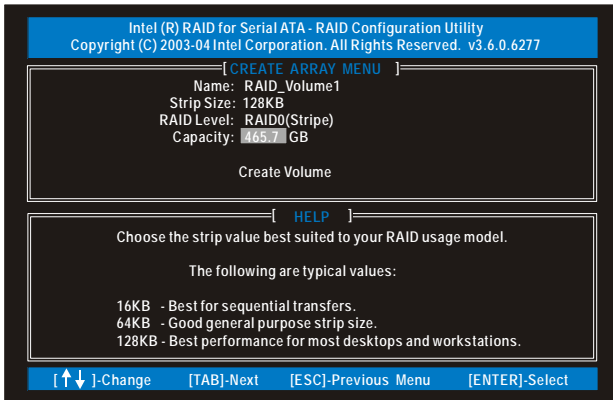 Intel (R) RAID for Serial ATA - RAID Configuration Utility
Copyright (C) 2003-04 Intel Corporation. All Rights Reserved. v3.6.0.6277
[ CREATE ARRAY MENU ]
Name: RAID_Volume1
Strip Size: 128KB
RAID Level: RAID0(Stripe)
Capacity: 465.7 GB
Create Volume
[ HELP ]
Choose the strip value best suited to your RAID usage model.
The following are typical values:
16KB - Best for sequential transfers.
64KB - Good general purpose strip size.
128KB - Best performance for most desktops and workstations.
[↑↓]-Change [TAB]-Next [ESC]-Previous Menu [ENTER]-Select